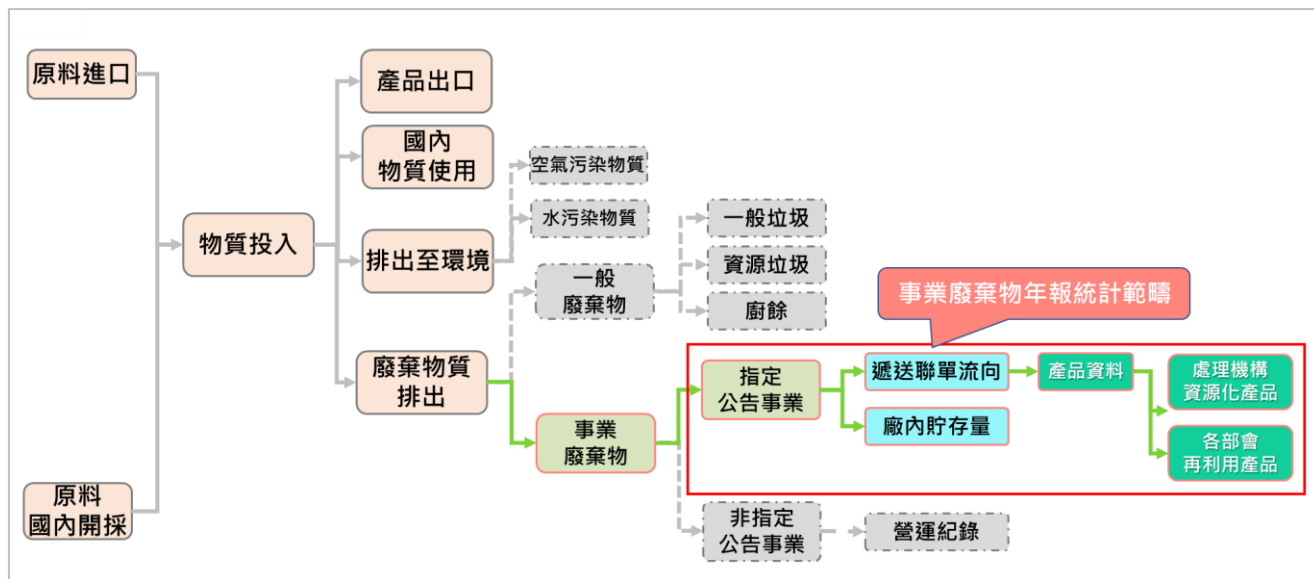 原料進口
原料
國內開採
物質投入
產品出口
國內
物質使用
排出至環境
廢棄物質
排出
空氣污染物質
水污染物質
一般
廢棄物
事業
廢棄物
一般垃圾
資源垃圾
廚餘
事業廢棄物年報統計範疇
指定
公告事業
遞送聯單流向
廠內貯存量
產品資料
處理機構
資源化產品
各部會
再利用產品
非指定
公告事業
營運紀錄